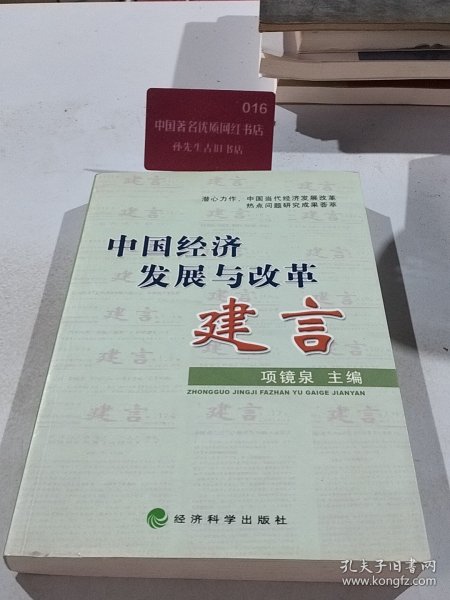 016
中国著名优质网红书店
孙先生古旧书店
潜心力作,中国当代经济发展改革
热点问题研究成果荟萃
中国经济
发展与改革
建言
项镜泉 主编
ZHONGGUO JINGJI FAZHAN YU GAIGE JIANYAN
经济科学出版社
孔夫子旧书网
www.kongfz.com